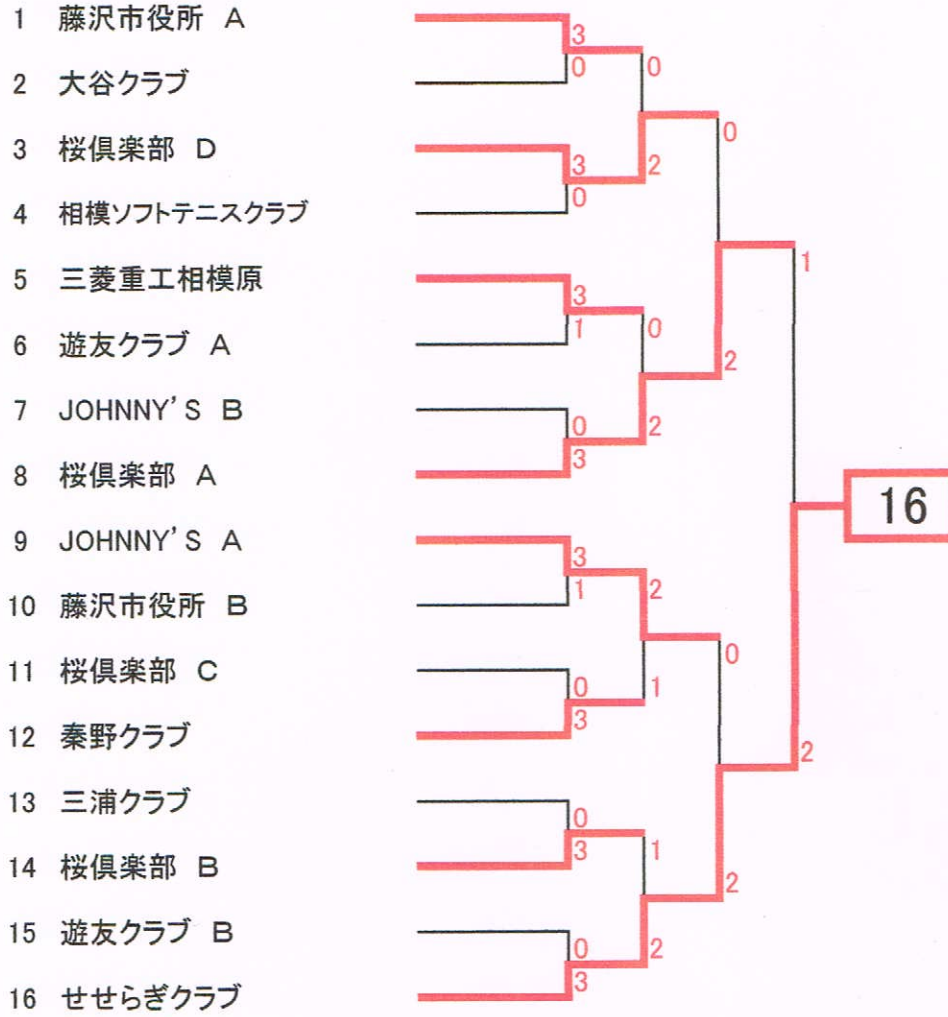 1 藤沢市役所 A
2 大谷クラブ
3 桜倶楽部 D
4 相模ソフトテニスクラブ
5 三菱重工相模原
6 遊友クラブ A
7 JOHNNY'S B
8 桜倶楽部 A
9 JOHNNY'S A
10 藤沢市役所 B
11 桜倶楽部 C
12 秦野クラブ
13 三浦クラブ
14 桜倶楽部 B
15 遊友クラブ B
16 せせらぎクラブ
3
0
3
0
3
1
0
3
3
1
0
3
0
3
0
3
0
2
0
2
2
1
1
2
0
2
0
2
1
2
16